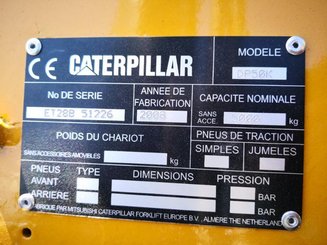 CE CATERPILLAR
MODELE
DP50K
No DE SERIE
ANNEE DE FABRICATION
CAPACITE NOMINALE
ET28B 51226
2008
SANS ACCE.
5000 kg
POIDS DU CHARIOT
PNEUS DE TRACTION
SANS ACCESSOIRES AMOVIBLES
kg
SIMPLES
JUMELES
PNEUS
TYPE
DIMENSIONS
PRESSION
AVANT
BAR
ARRIERE
BAR
FABRIQUE PAR MITSUBISHI CATERPILLAR FORKLIFT EUROPE B.V., ALMERE THE NETHERLANDS